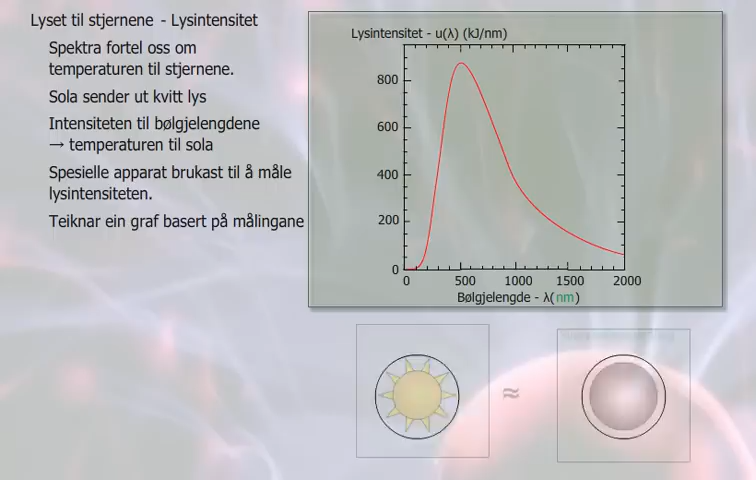 Lyset til stjernene - Lysintensitet
Spektra fortel oss om
temperaturen til stjernene.
Sola sender ut kvitt lys
Intensiteten til bølgjelengdene
→ temperaturen til sola
Spesielle apparat brukast til å måle
lysintensiteten.
Teiknar ein graf basert på målingane
Lysintensitet - u(λ) (kJ/nm)
800
600
400
200
0
0 500 1000 1500 2000
Bølgjelengde - λ(nm)
≈